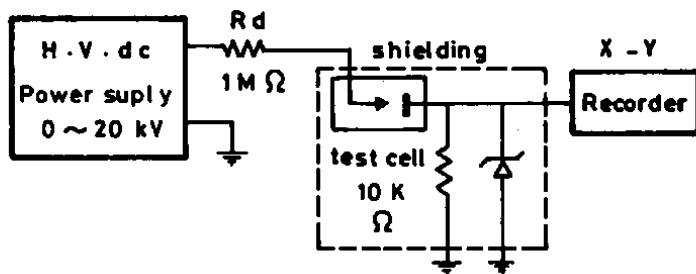 H.V.dc
Power suply
0 ~ 20 kV
Rd
1M Ω
shielding
test cell
10 K
Ω
X - Y
Recorder